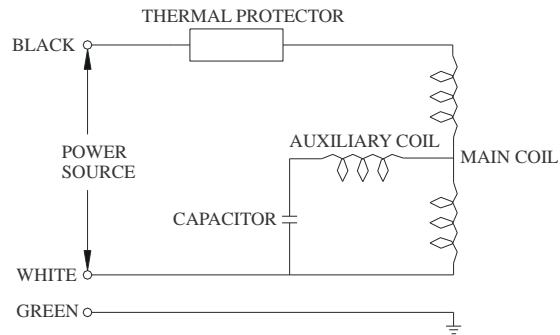 THERMAL PROTECTOR
BLACK
AUXILIARY COIL
POWER
SOURCE
MAIN COIL
CAPACITOR
WHITE
GREEN